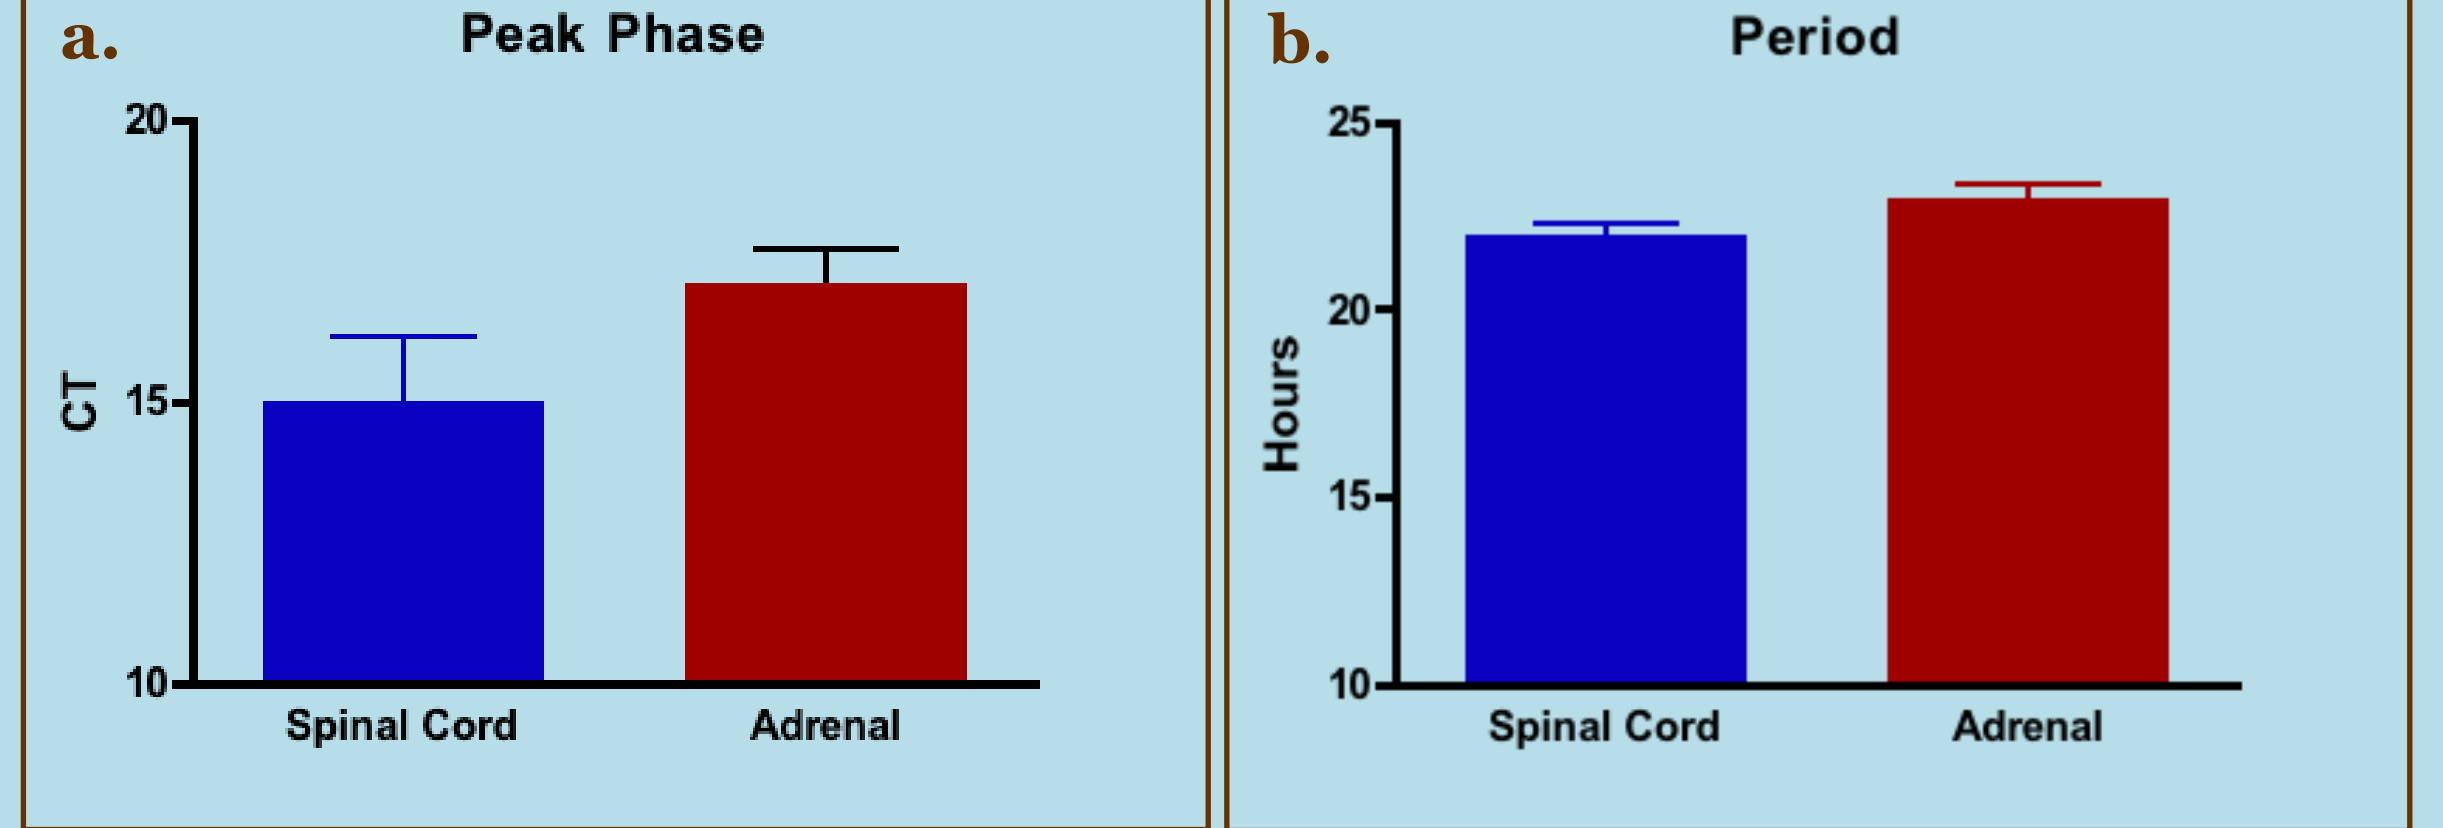 a.
Peak Phase
20
15
10
CT
Spinal Cord
Adrenal
b.
Period
25
20
15
10
Hours
Spinal Cord
Adrenal